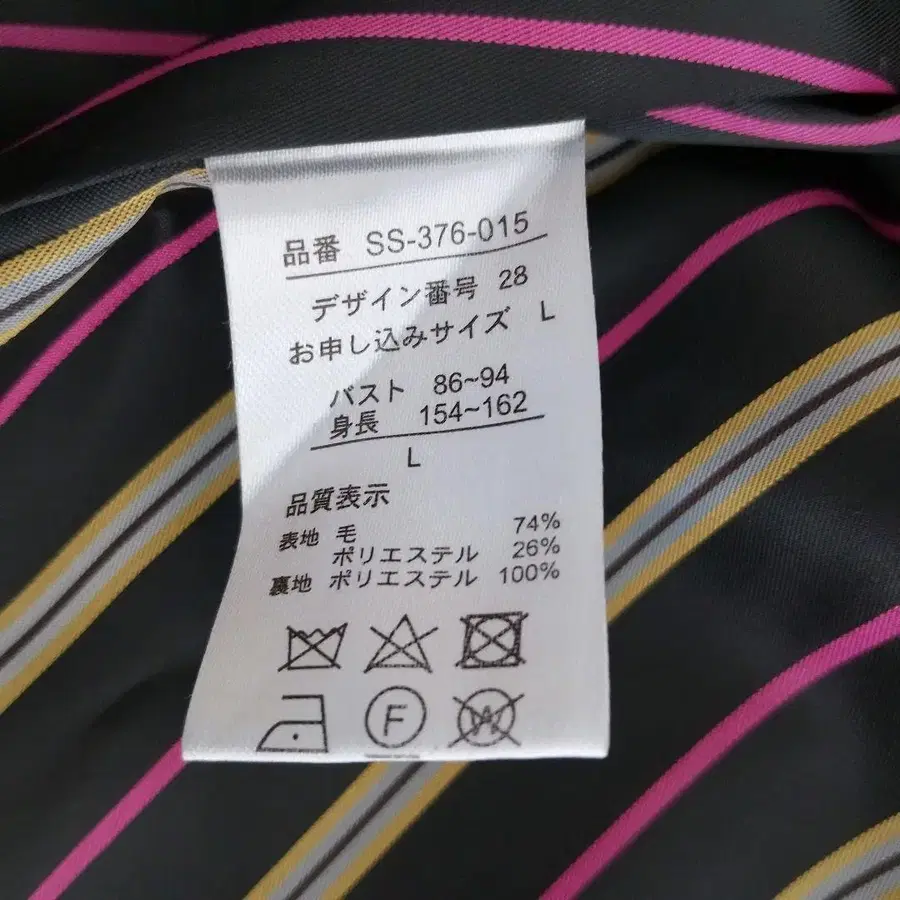 品番 SS-376-015
デザイン番号 28
お申し込みサイズ L
バスト 86~94
身長 154~162
L
品質表示
表地 毛 74%
ポリエステル 26%
裏地 ポリエステル 100%
F
W